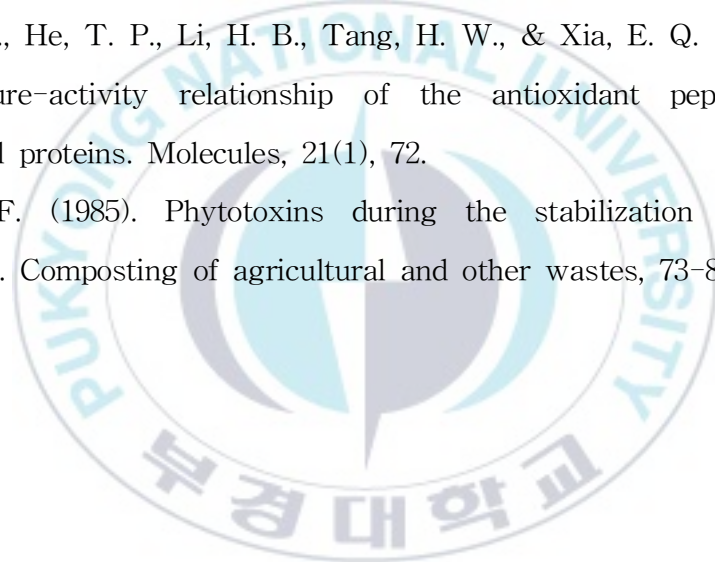 ., He, T. P., Li, H. B., Tang, H. W., & Xia, E. Q.
ure-activity relationship of the antioxidant pep
l proteins. Molecules, 21(1), 72.
F. (1985). Phytotoxins during the stabilization
. Composting of agricultural and other wastes, 73-8
PUKYONG NATIONAL UNIVERSITY
부경대학교